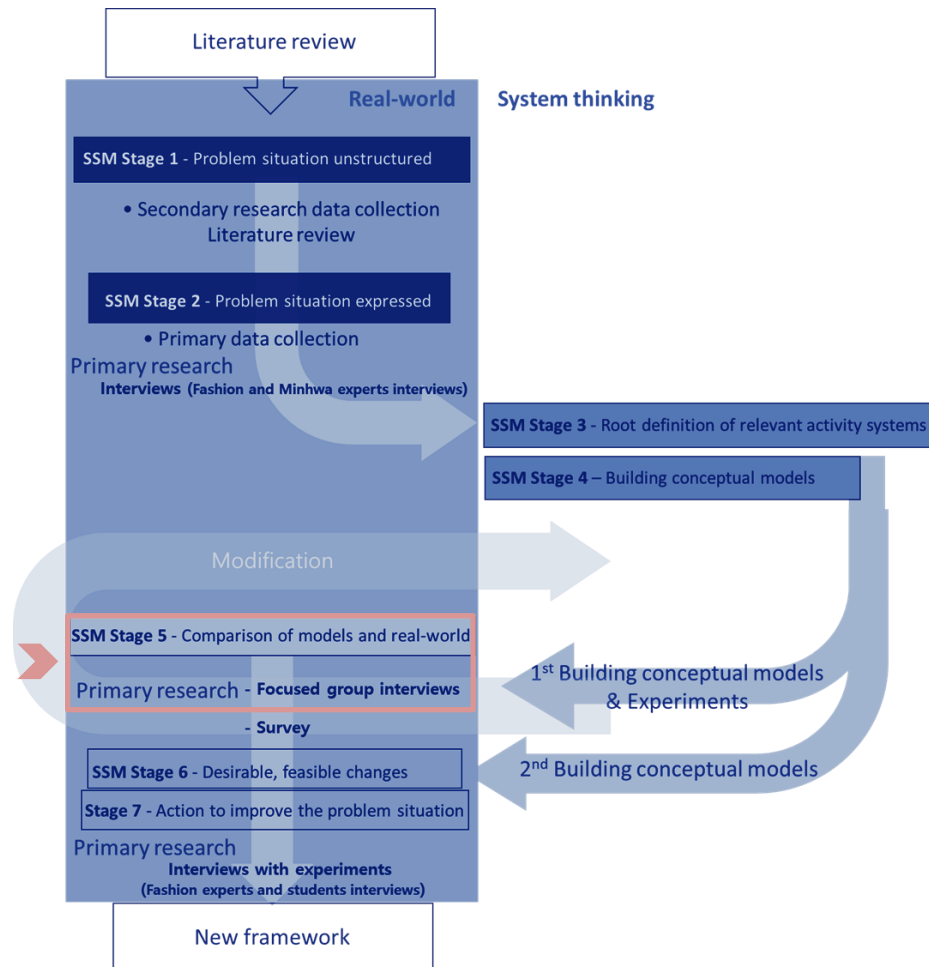 Literature review
Real-world
System thinking
SSM Stage 1 - Problem situation unstructured
• Secondary research data collection
Literature review
SSM Stage 2 - Problem situation expressed
• Primary data collection
Primary research
Interviews (Fashion and Minhwa experts interviews)
SSM Stage 3 - Root definition of relevant activity systems
SSM Stage 4 – Building conceptual models
Modification
SSM Stage 5 - Comparison of models and real-world
Primary research - Focused group interviews
1st Building conceptual models
& Experiments
- Survey
SSM Stage 6 - Desirable, feasible changes
2nd Building conceptual models
Stage 7 - Action to improve the problem situation
Primary research
Interviews with experiments
(Fashion experts and students interviews)
New framework